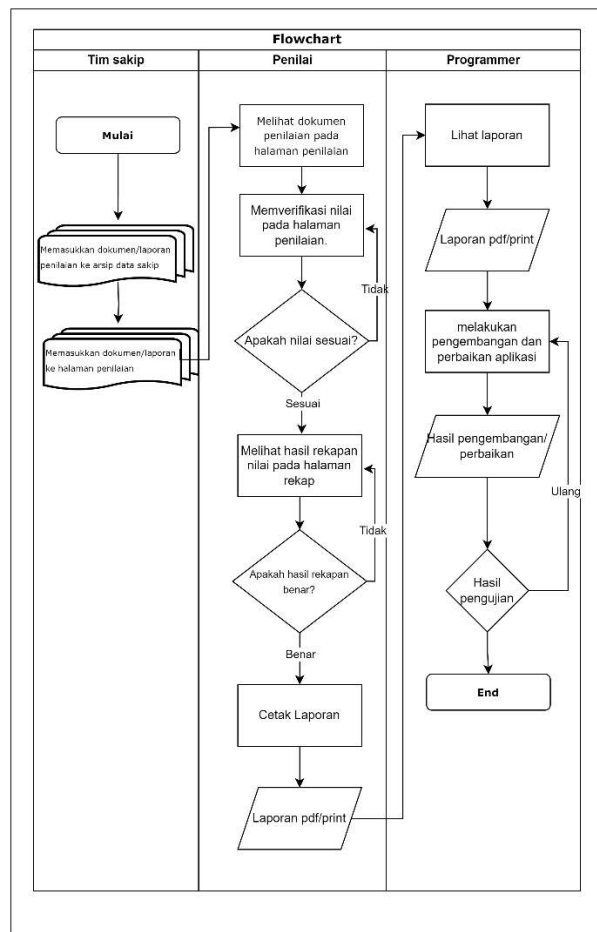 Flowchart
Tim sakip
Penilai
Programmer
Mulai
Memasukkan dokumen/laporan
penilaian ke arsip data sakip
Memasukkan dokumen/laporan
ke halaman penilaian
Melihat dokumen
penilaian pada
halaman penilaian
Memverifikasi nilai
pada halaman
penilaian.
Tidak
Apakah nilai sesuai?
Sesuai
Melihat hasil rekapan
nilai pada halaman
rekap
Tidak
Apakah hasil rekapan
benar?
Benar
Cetak Laporan
Laporan pdf/print
Lihat laporan
Laporan pdf/print
melakukan
pengembangan dan
perbaikan aplikasi
Hasil pengembangan/
perbaikan
Ulang
Hasil
pengujian
End